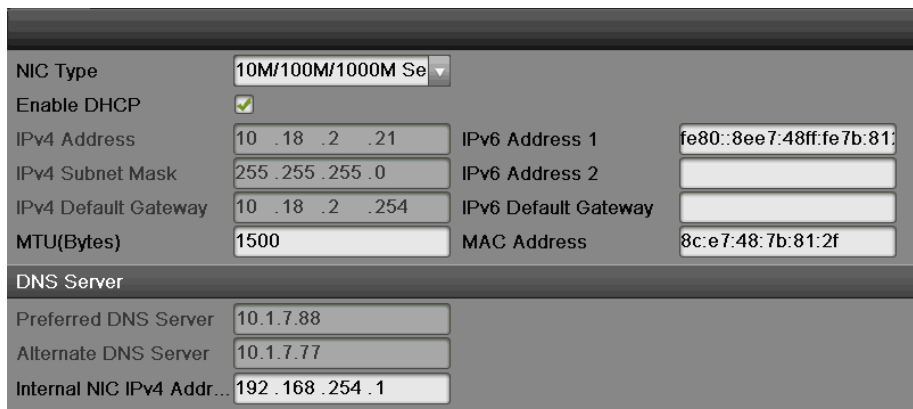 NIC Type 10M/100M/1000M Se
Enable DHCP
IPv4 Address 10 .18 .2 .21 IPv6 Address 1 fe80::8ee7:48ff:fe7b:812
IPv4 Subnet Mask 255 .255 .255 .0 IPv6 Address 2
IPv4 Default Gateway 10 .18 .2 .254 IPv6 Default Gateway
MTU(Bytes) 1500 MAC Address 8c:e7:48:7b:81:2f
DNS Server
Preferred DNS Server 10.1.7.88
Alternate DNS Server 10.1.7.77
Internal NIC IPv4 Addr... 192 .168 .254 .1